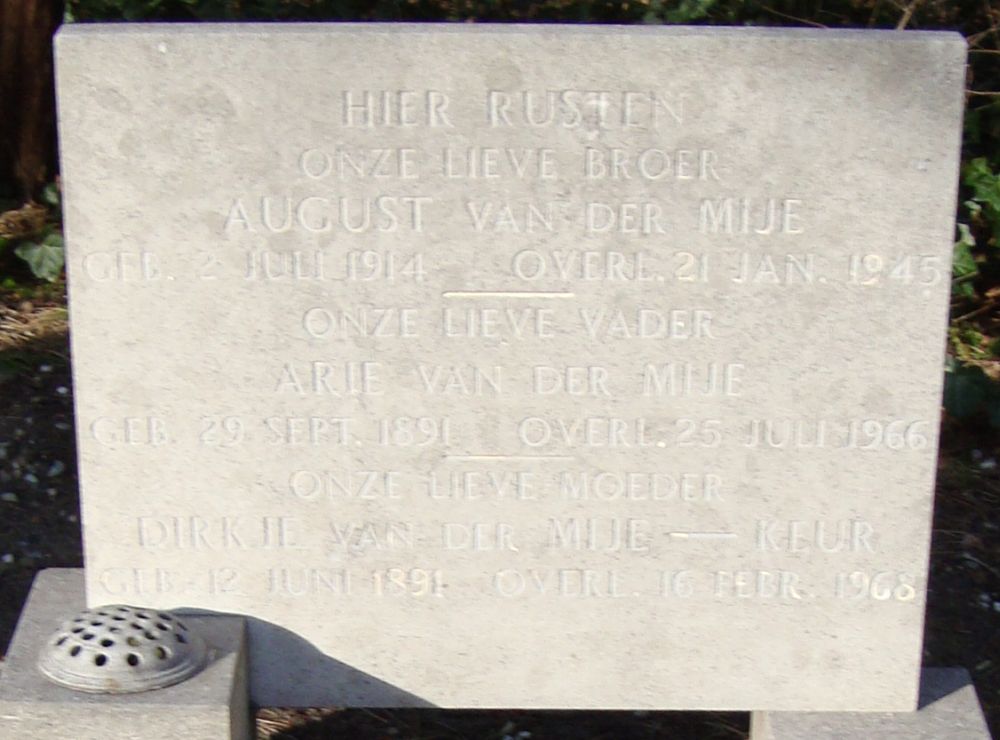 HIER RUSTEN
ONZE LIEVE BROER
AUGUST VAN DER MIJE
GEB. 2 JULI 1914 OVERL. 21 JAN. 1945
ONZE LIEVE VADER
ARIE VAN DER MIJE
GEB. 29 SEPT. 1891 OVERL. 25 JULI 1966
ONZE LIEVE MOEDER
DIRKJE VAN DER MIJE — KEUR
GEB. 12 JUNI 1891 OVERL. 16 FEBR. 1968